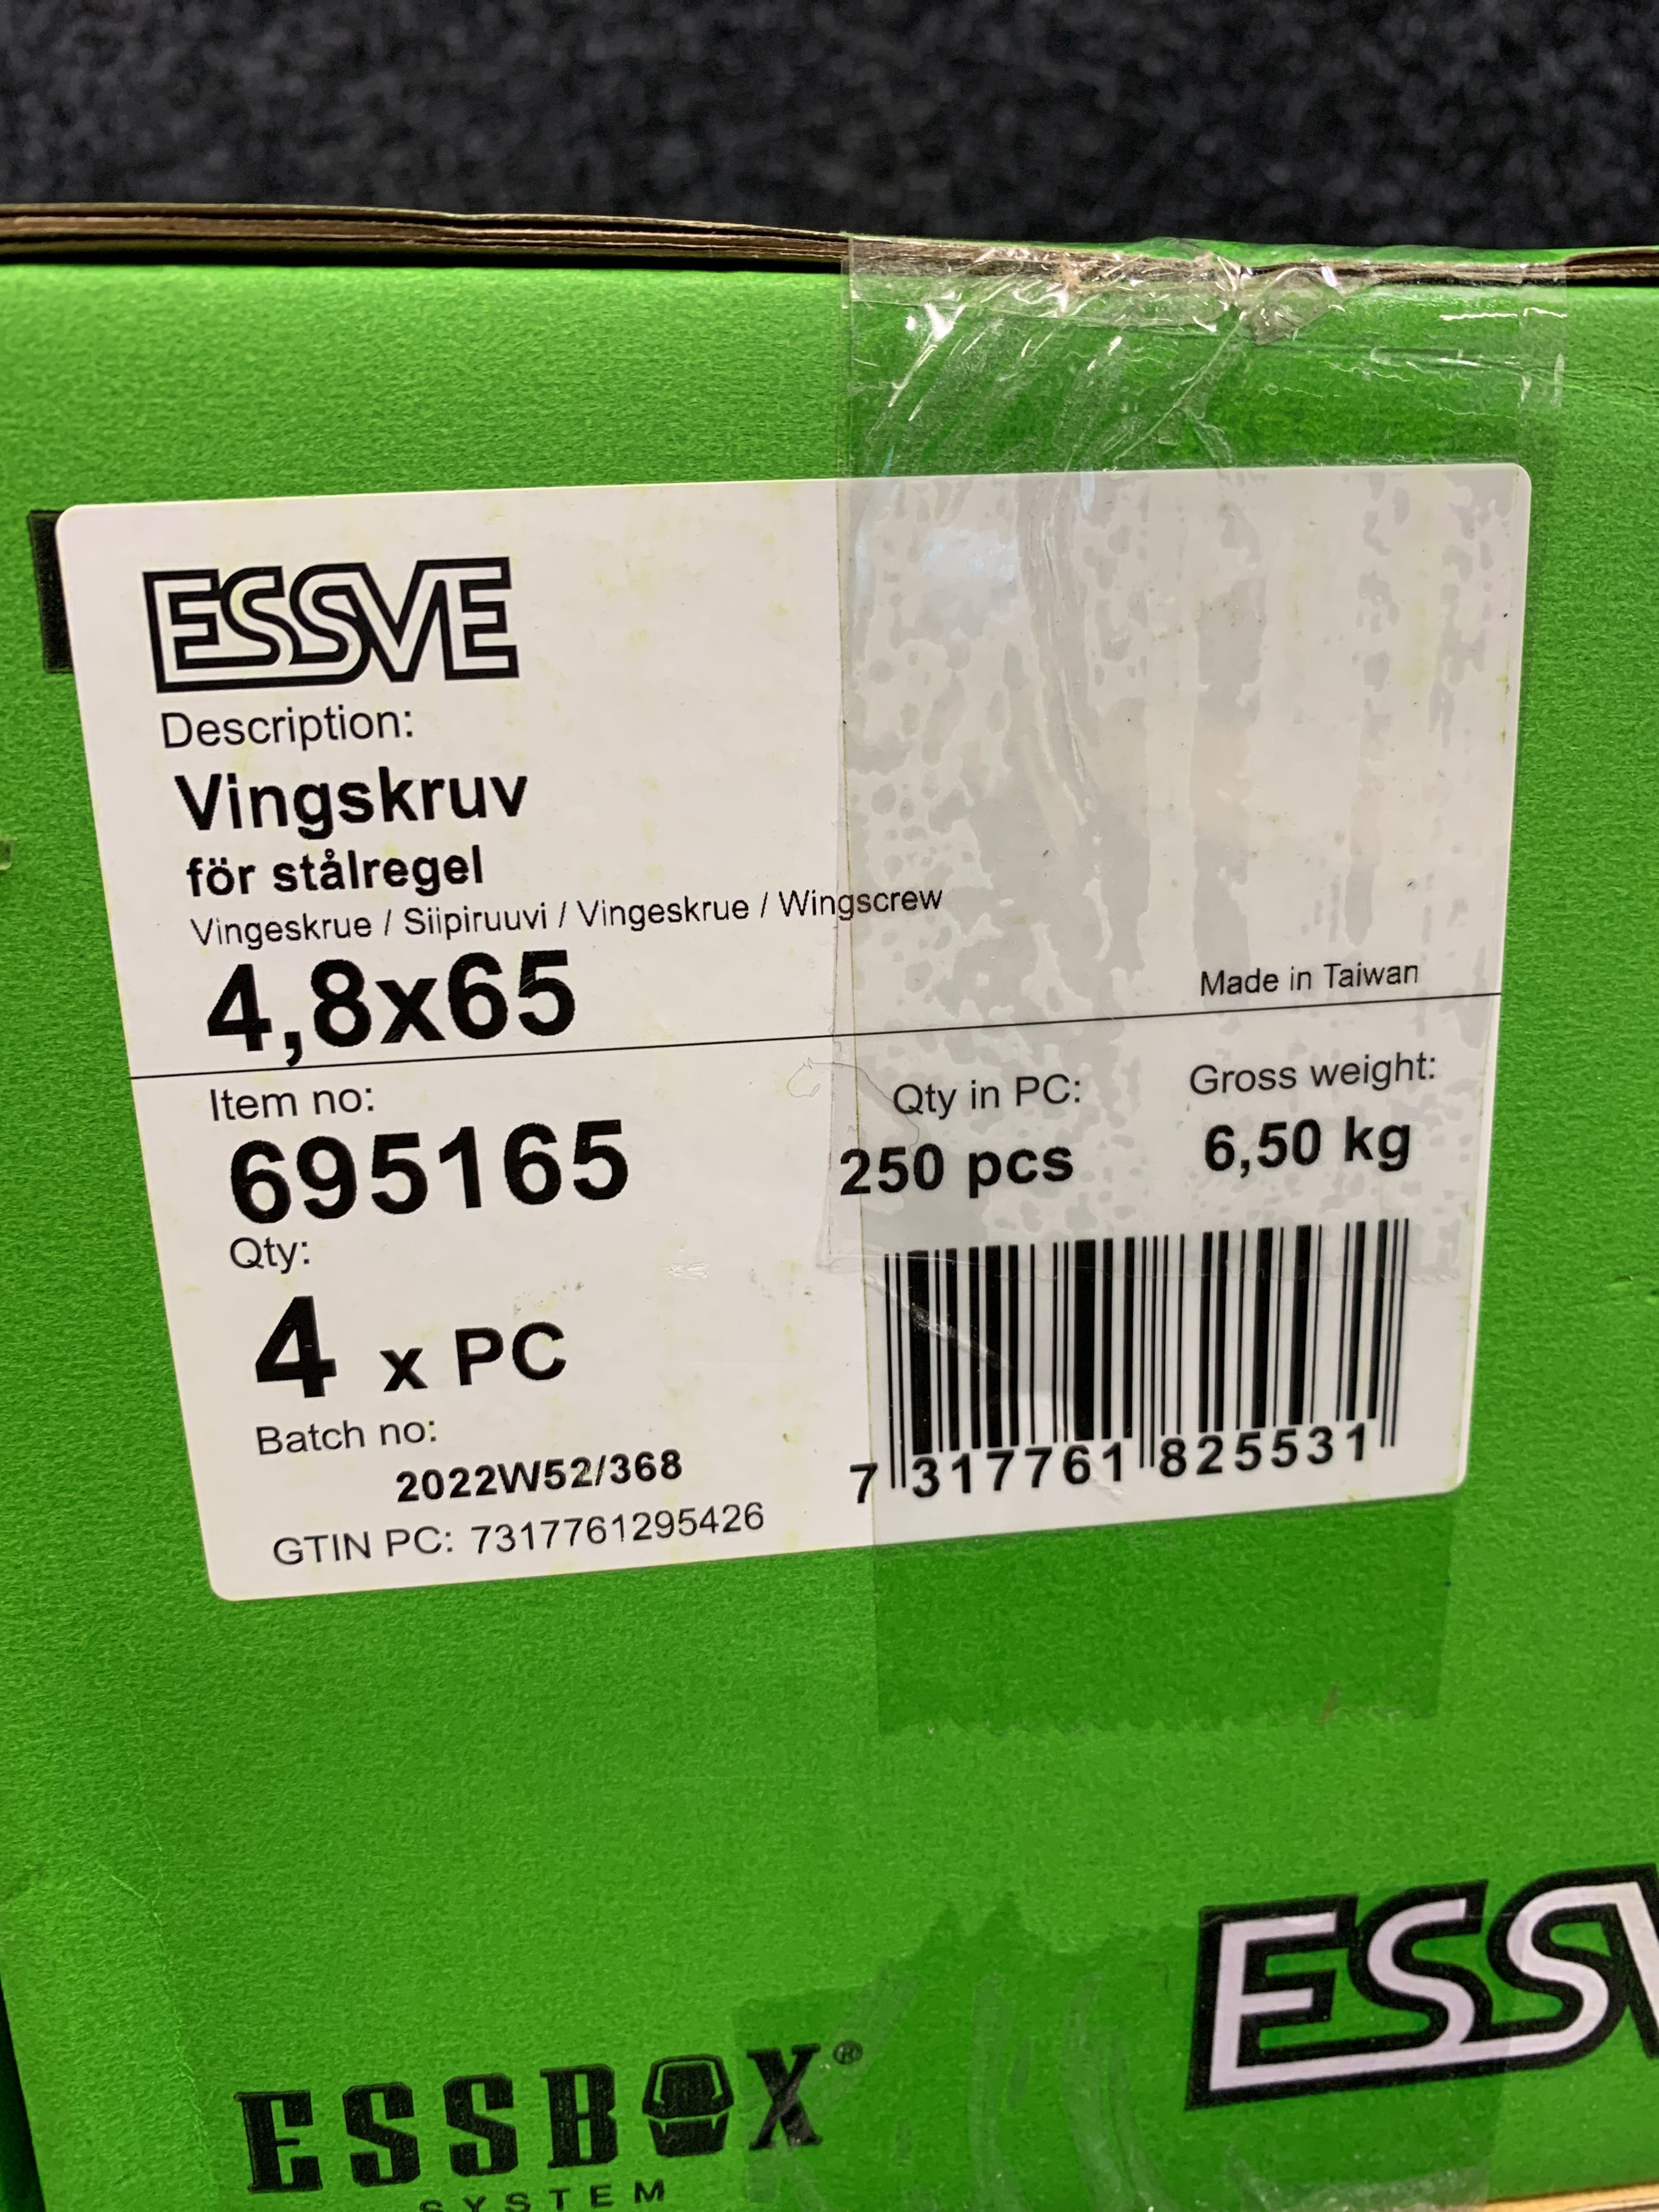 ESSVE
Description:
Vingskruv
för stålregel
Vingeskrue / Siipiruuvi / Vingeskrue / Wingscrew
4,8x65
Made in Taiwan
Item no:
695165
Qty in PC:
250 pcs
Gross weight:
6,50 kg
Qty:
4 x PC
Batch no:
2022W52/368
GTIN PC: 7317761295426
7 317761 825531
ESSV
ESSBOX®
SYSTEM